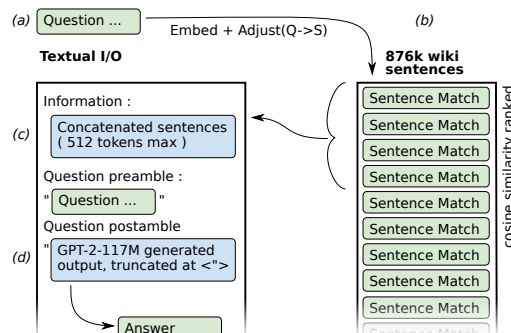 (a) Question ...
(b)
Embed + Adjust(Q->S)
Textual I/O
876k wiki
sentences
Information :
(c)
Concatenated sentences
( 512 tokens max )
Question preamble :
" Question ... "
Question postamble
(d)
" GPT-2-117M generated
output, truncated at <">
Answer
Sentence Match
Sentence Match
Sentence Match
Sentence Match
Sentence Match
Sentence Match
Sentence Match
Sentence Match
Sentence Match
Sentence Match
cosine similarity ranked